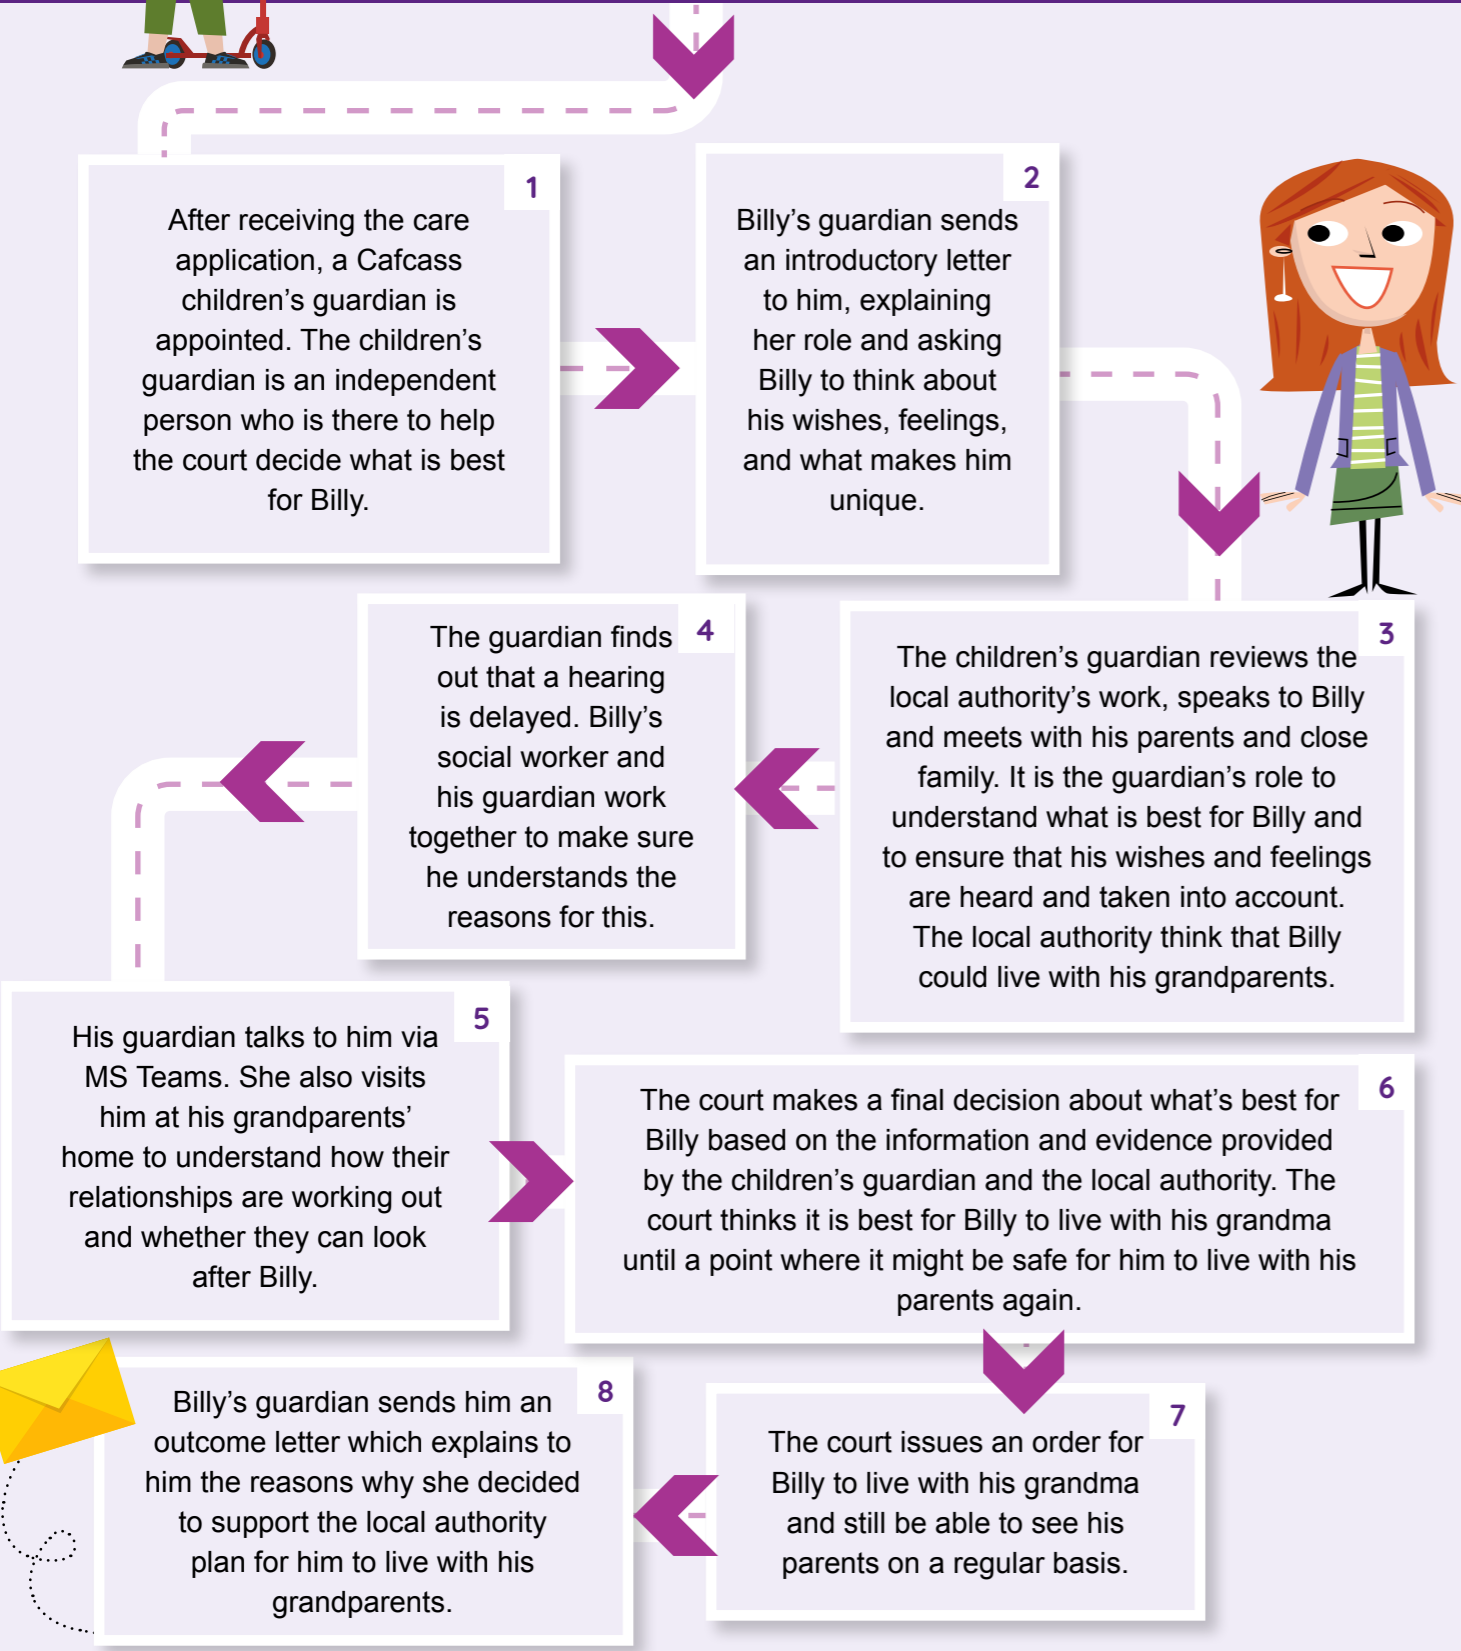 1
After receiving the care
application, a Cafcass
children's guardian is
appointed. The children's
guardian is an independent
person who is there to help
the court decide what is best
for Billy.
2
Billy's guardian sends
an introductory letter
to him, explaining
her role and asking
Billy to think about
his wishes, feelings,
and what makes him
unique.
3
The children's guardian reviews the
local authority's work, speaks to Billy
and meets with his parents and close
family. It is the guardian's role to
understand what is best for Billy and
to ensure that his wishes and feelings
are heard and taken into account.
The local authority think that Billy
could live with his grandparents.
4
The guardian finds
out that a hearing
is delayed. Billy's
social worker and
his guardian work
together to make sure
he understands the
reasons for this.
5
His guardian talks to him via
MS Teams. She also visits
him at his grandparents'
home to understand how their
relationships are working out
and whether they can look
after Billy.
6
The court makes a final decision about what's best for
Billy based on the information and evidence provided
by the children's guardian and the local authority. The
court thinks it is best for Billy to live with his grandma
until a point where it might be safe for him to live with his
parents again.
7
The court issues an order for
Billy to live with his grandma
and still be able to see his
parents on a regular basis.
8
Billy's guardian sends him an
outcome letter which explains to
him the reasons why she decided
to support the local authority
plan for him to live with his
grandparents.